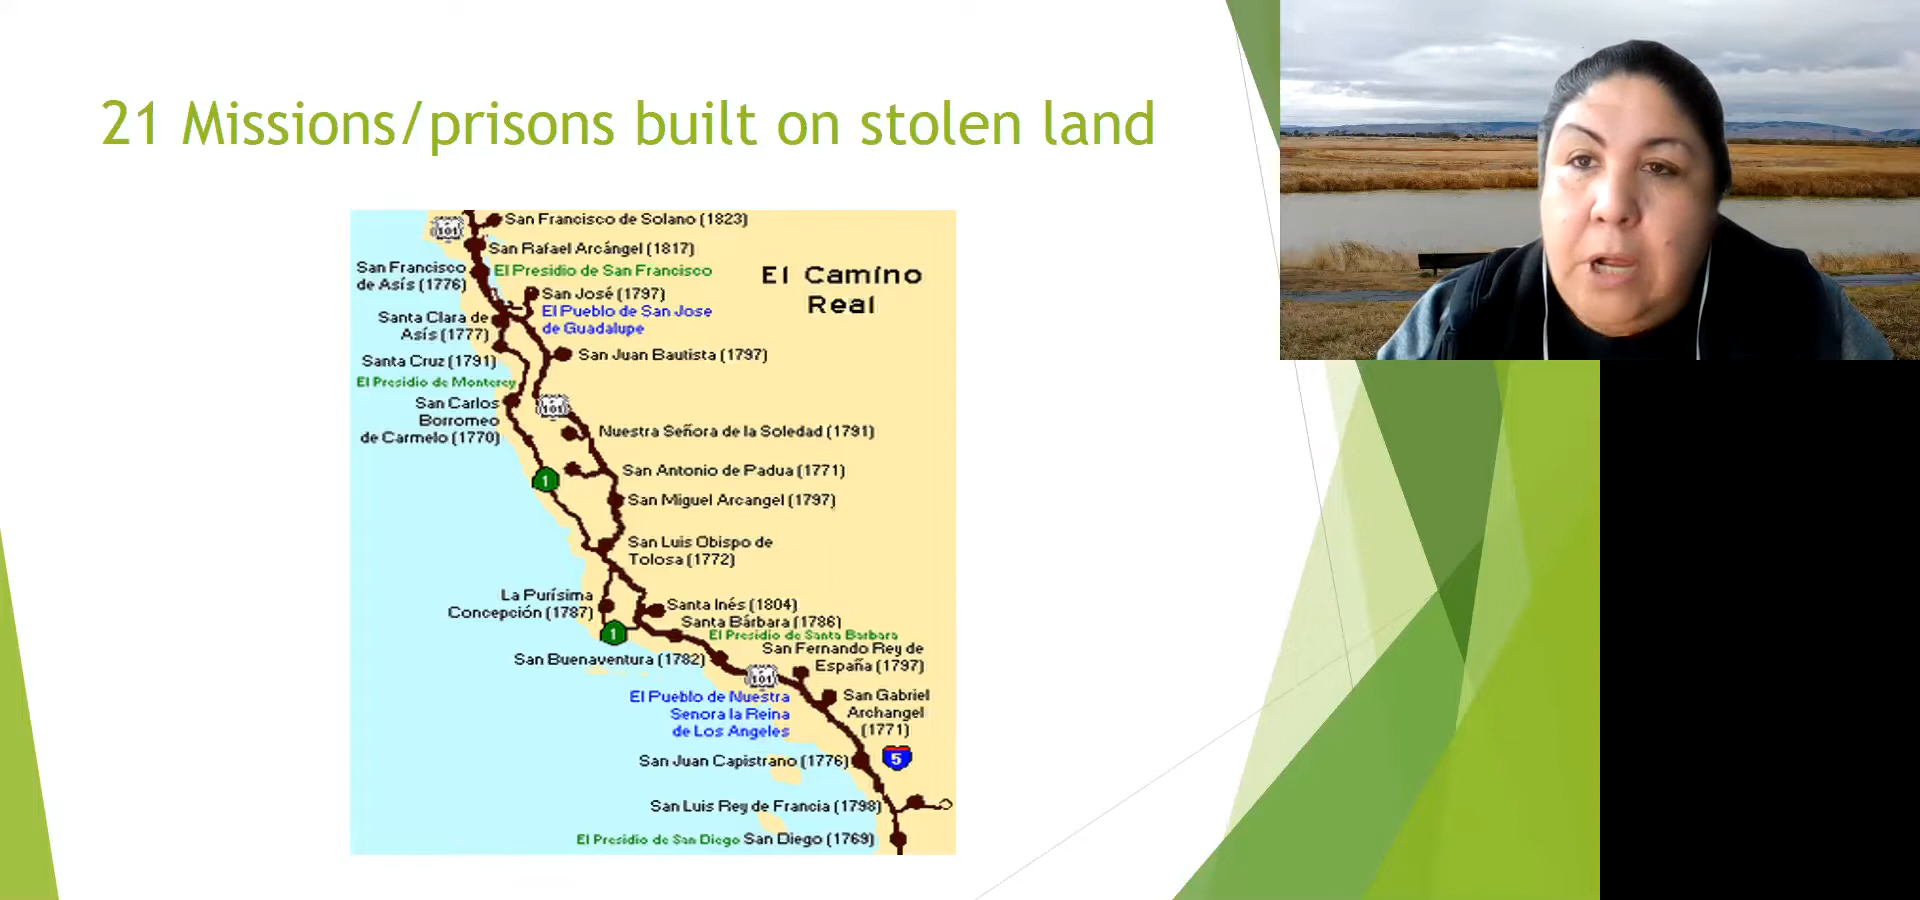 21 Missions/prisons built on stolen land
El Camino
Real
101
San Francisco de Solano (1823)
San Rafael Arcángel (1817)
San Francisco
de Asís (1776)
El Presidio de San Francisco
San José (1797)
El Pueblo de San Jose
de Guadalupe
Santa Clara de
Asís (1777)
San Juan Bautista (1797)
Santa Cruz (1791)
El Presidio de Monterey
San Carlos
Borromeo
de Carmelo (1770)
101
Nuestra Señora de la Soledad (1791)
San Antonio de Padua (1771)
1
San Miguel Arcangel (1797)
San Luis Obispo de
Tolosa (1772)
La Purísima
Concepción (1787)
Santa Inés (1804)
Santa Bárbara (1786)
1
El Presidio de Santa Barbara
San Fernando Rey de
España (1797)
San Buenaventura (1782)
101
El Pueblo de Nuestra
Senora la Reina
de Los Angeles
San Gabriel
Archangel
(1771)
San Juan Capistrano (1776)
5
San Luis Rey de Francia (1798)
El Presidio de San Diego
San Diego (1769)